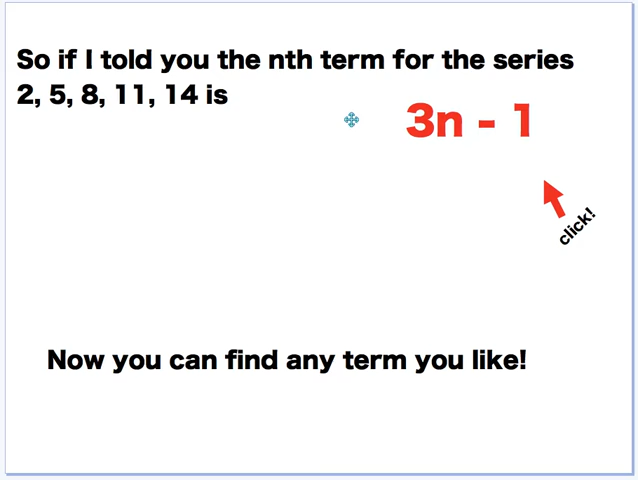 So if I told you the nth term for the series
2, 5, 8, 11, 14 is
3n - 1
click!
Now you can find any term you like!